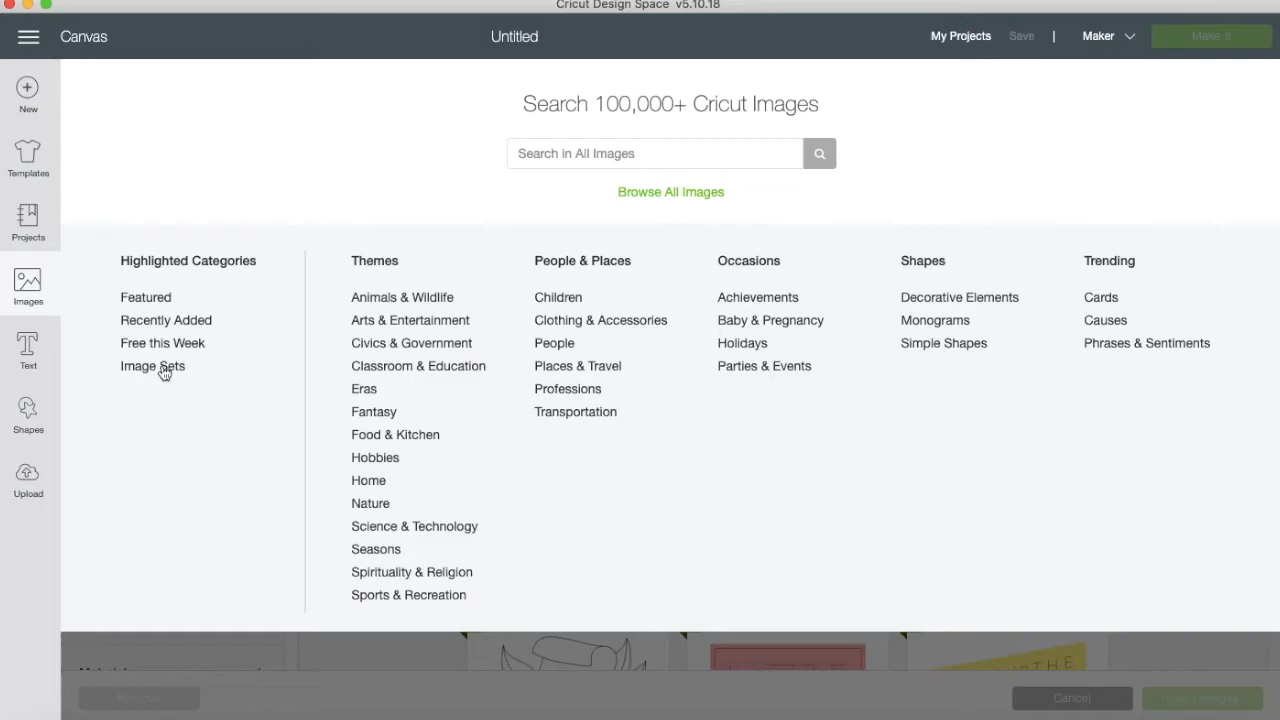 Cricut Design Space v5.10.18
Canvas
Untitled
My Projects
Save
|
Maker
Make It
New
Templates
Projects
Images
Text
Shapes
Upload
Search 100,000+ Cricut Images
Search in All Images
Browse All Images
Highlighted Categories
Featured
Recently Added
Free this Week
Image Sets
Themes
Animals & Wildlife
Arts & Entertainment
Civics & Government
Classroom & Education
Eras
Fantasy
Food & Kitchen
Hobbies
Home
Nature
Science & Technology
Seasons
Spirituality & Religion
Sports & Recreation
People & Places
Children
Clothing & Accessories
People
Places & Travel
Professions
Transportation
Occasions
Achievements
Baby & Pregnancy
Holidays
Parties & Events
Shapes
Decorative Elements
Monograms
Simple Shapes
Trending
Cards
Causes
Phrases & Sentiments
Cancel
Insert Images